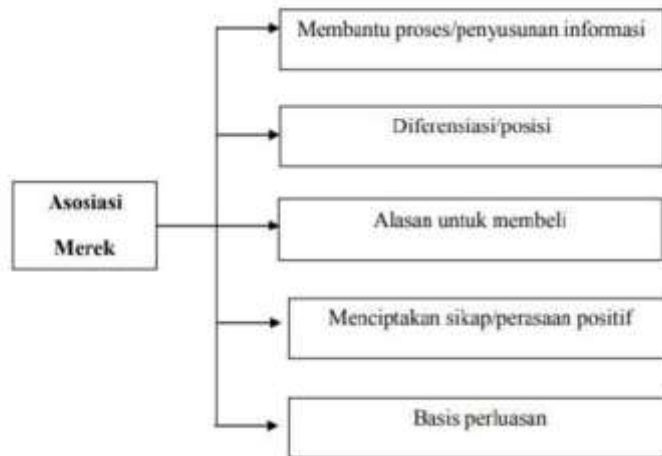 Membantu proses/penyusunan informasi
Diferensiasi/posisi
Asosiasi
Merek
Alasan untuk membeli
Menciptakan sikap/perasaan positif
Basis perluasan